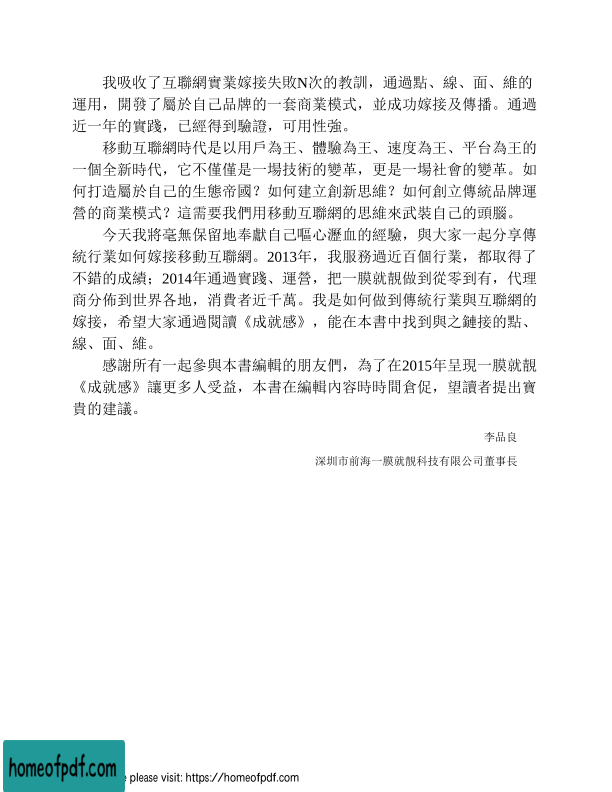 我吸收了互聯網實業嫁接失敗N次的教訓，通過點、線、面、維的
運用，開發了屬於自己品牌的一套商業模式，並成功嫁接及傳播。通過
近一年的實踐，已經得到驗證，可用性強。
移動互聯網時代是以用戶為王、體驗為王、速度為王、平台為王的
一個全新時代，它不僅僅是一場技術的變革，更是一場社會的變革。如
何打造屬於自己的生態帝國？如何建立創新思維？如何創立傳統品牌運
營的商業模式？這需要我們用移動互聯網的思維來武裝自己的頭腦。
今天我將毫無保留地奉獻自己嘔心瀝血的經驗，與大家一起分享傳
統行業如何嫁接移動互聯網。2013年，我服務過近百個行業，都取得了
不錯的成績；2014年通過實踐、運營，把一膜就靚做到從零到有，代理
商分佈到世界各地，消費者近千萬。我是如何做到傳統行業與互聯網的
嫁接，希望大家通過閱讀《成就感》，能在本書中找到與之鏈接的點、
線、面、維。
感謝所有一起參與本書編輯的朋友們，為了在2015年呈現一膜就靚
《成就感》讓更多人受益，本書在編輯內容時時間倉促，望讀者提出寶
貴的建議。
李品良
深圳市前海一膜就靚科技有限公司董事長
homeofpdf.com
e please visit: https://homeofpdf.com